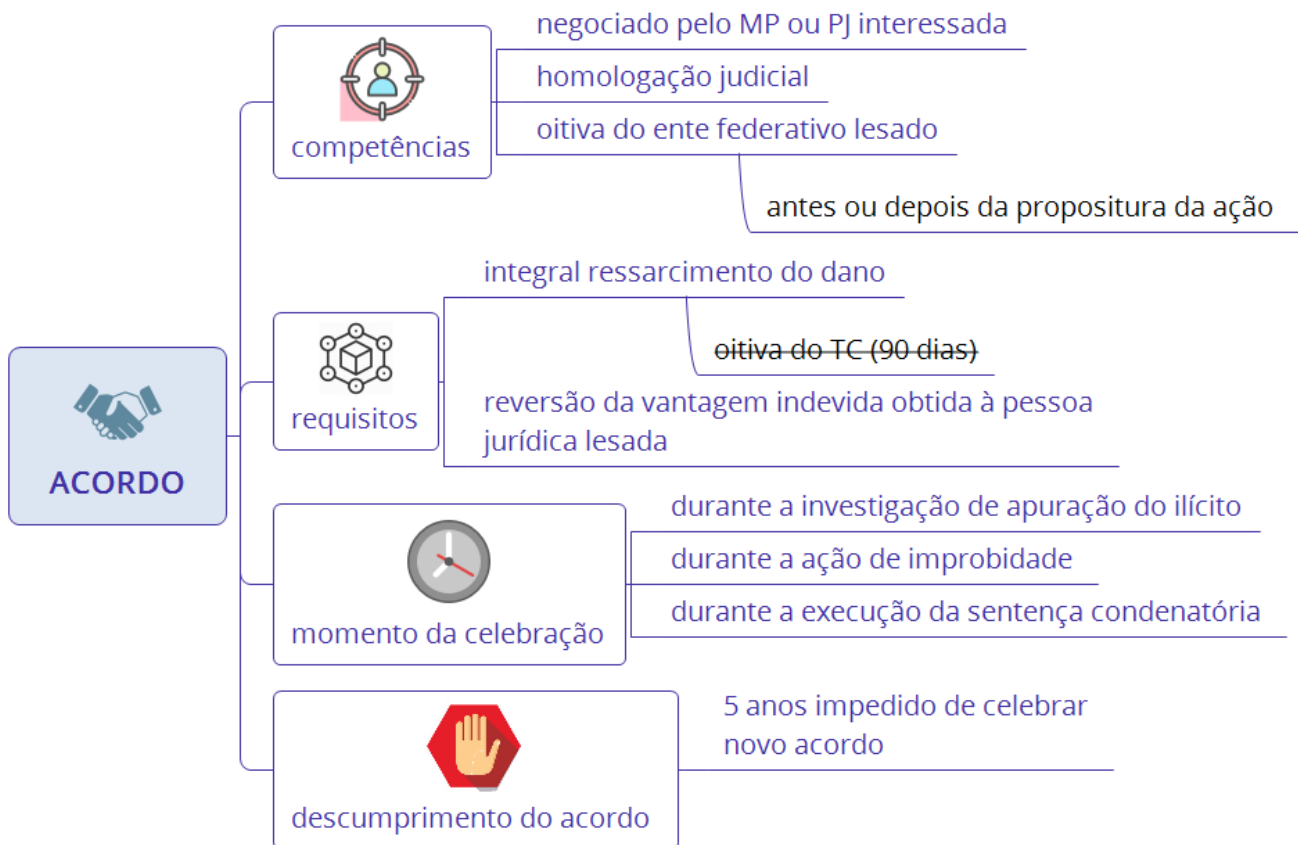 negociado pelo MP ou PJ interessada
homologação judicial
oitiva do ente federativo lesado
competências
antes ou depois da propositura da ação
integral ressarcimento do dano
oitiva do TC (90 dias)
requisitos
reversão da vantagem indevida obtida à pessoa
jurídica lesada
ACORDO
durante a investigação de apuração do ilícito
durante a ação de improbidade
durante a execução da sentença condenatória
momento da celebração
5 anos impedido de celebrar
novo acordo
descumprimento do acordo